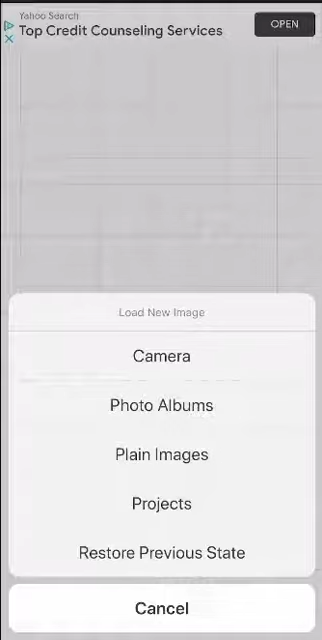 Yahoo Search
Top Credit Counseling Services
OPEN
Load New Image
Camera
Photo Albums
Plain Images
Projects
Restore Previous State
Cancel